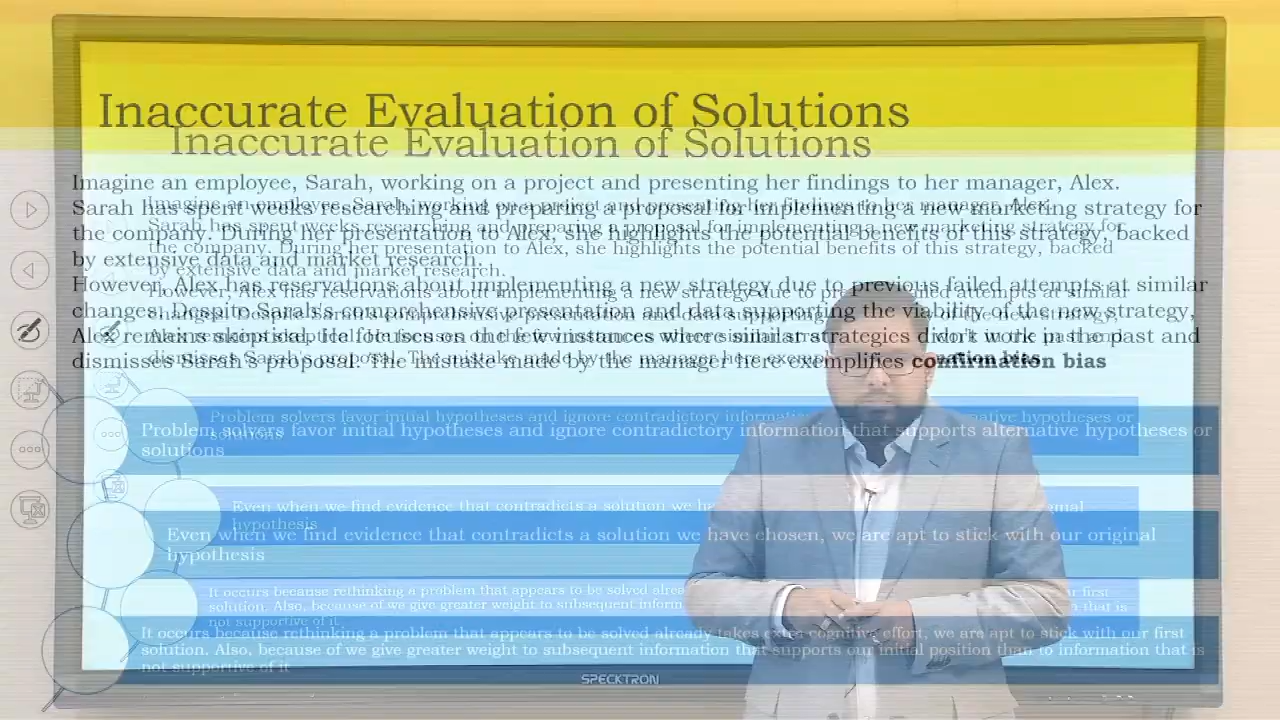 Inaccurate Evaluation of Solutions
Inaccurate Evaluation of Solutions
Imagine an employee, Sarah, working on a project and presenting her findings to her manager, Alex.
Sarah has spent weeks researching and preparing a proposal for implementing a new marketing strategy for
the company. During her presentation to Alex, she highlights the potential benefits of this strategy, backed
by extensive data and market research.
However, Alex has reservations about implementing a new strategy due to previous failed attempts at similar
changes. Despite Sarah's comprehensive presentation and data supporting the viability of the new strategy,
Alex remains skeptical. He focuses on the few instances where similar strategies didn't work in the past and
dismisses Sarah's proposal. The mistake made by the manager here exemplifies confirmation bias
Problem solvers favor initial hypotheses and ignore contradictory information that supports alternative hypotheses or
solutions
Even when we find evidence that contradicts a solution we have chosen, we are apt to stick with our original
hypothesis
It occurs because rethinking a problem that appears to be solved already takes extra cognitive effort, we are apt to stick with our first
solution. Also, because of we give greater weight to subsequent information that supports our initial position than to information that is
not supportive of it
SPECKTRON